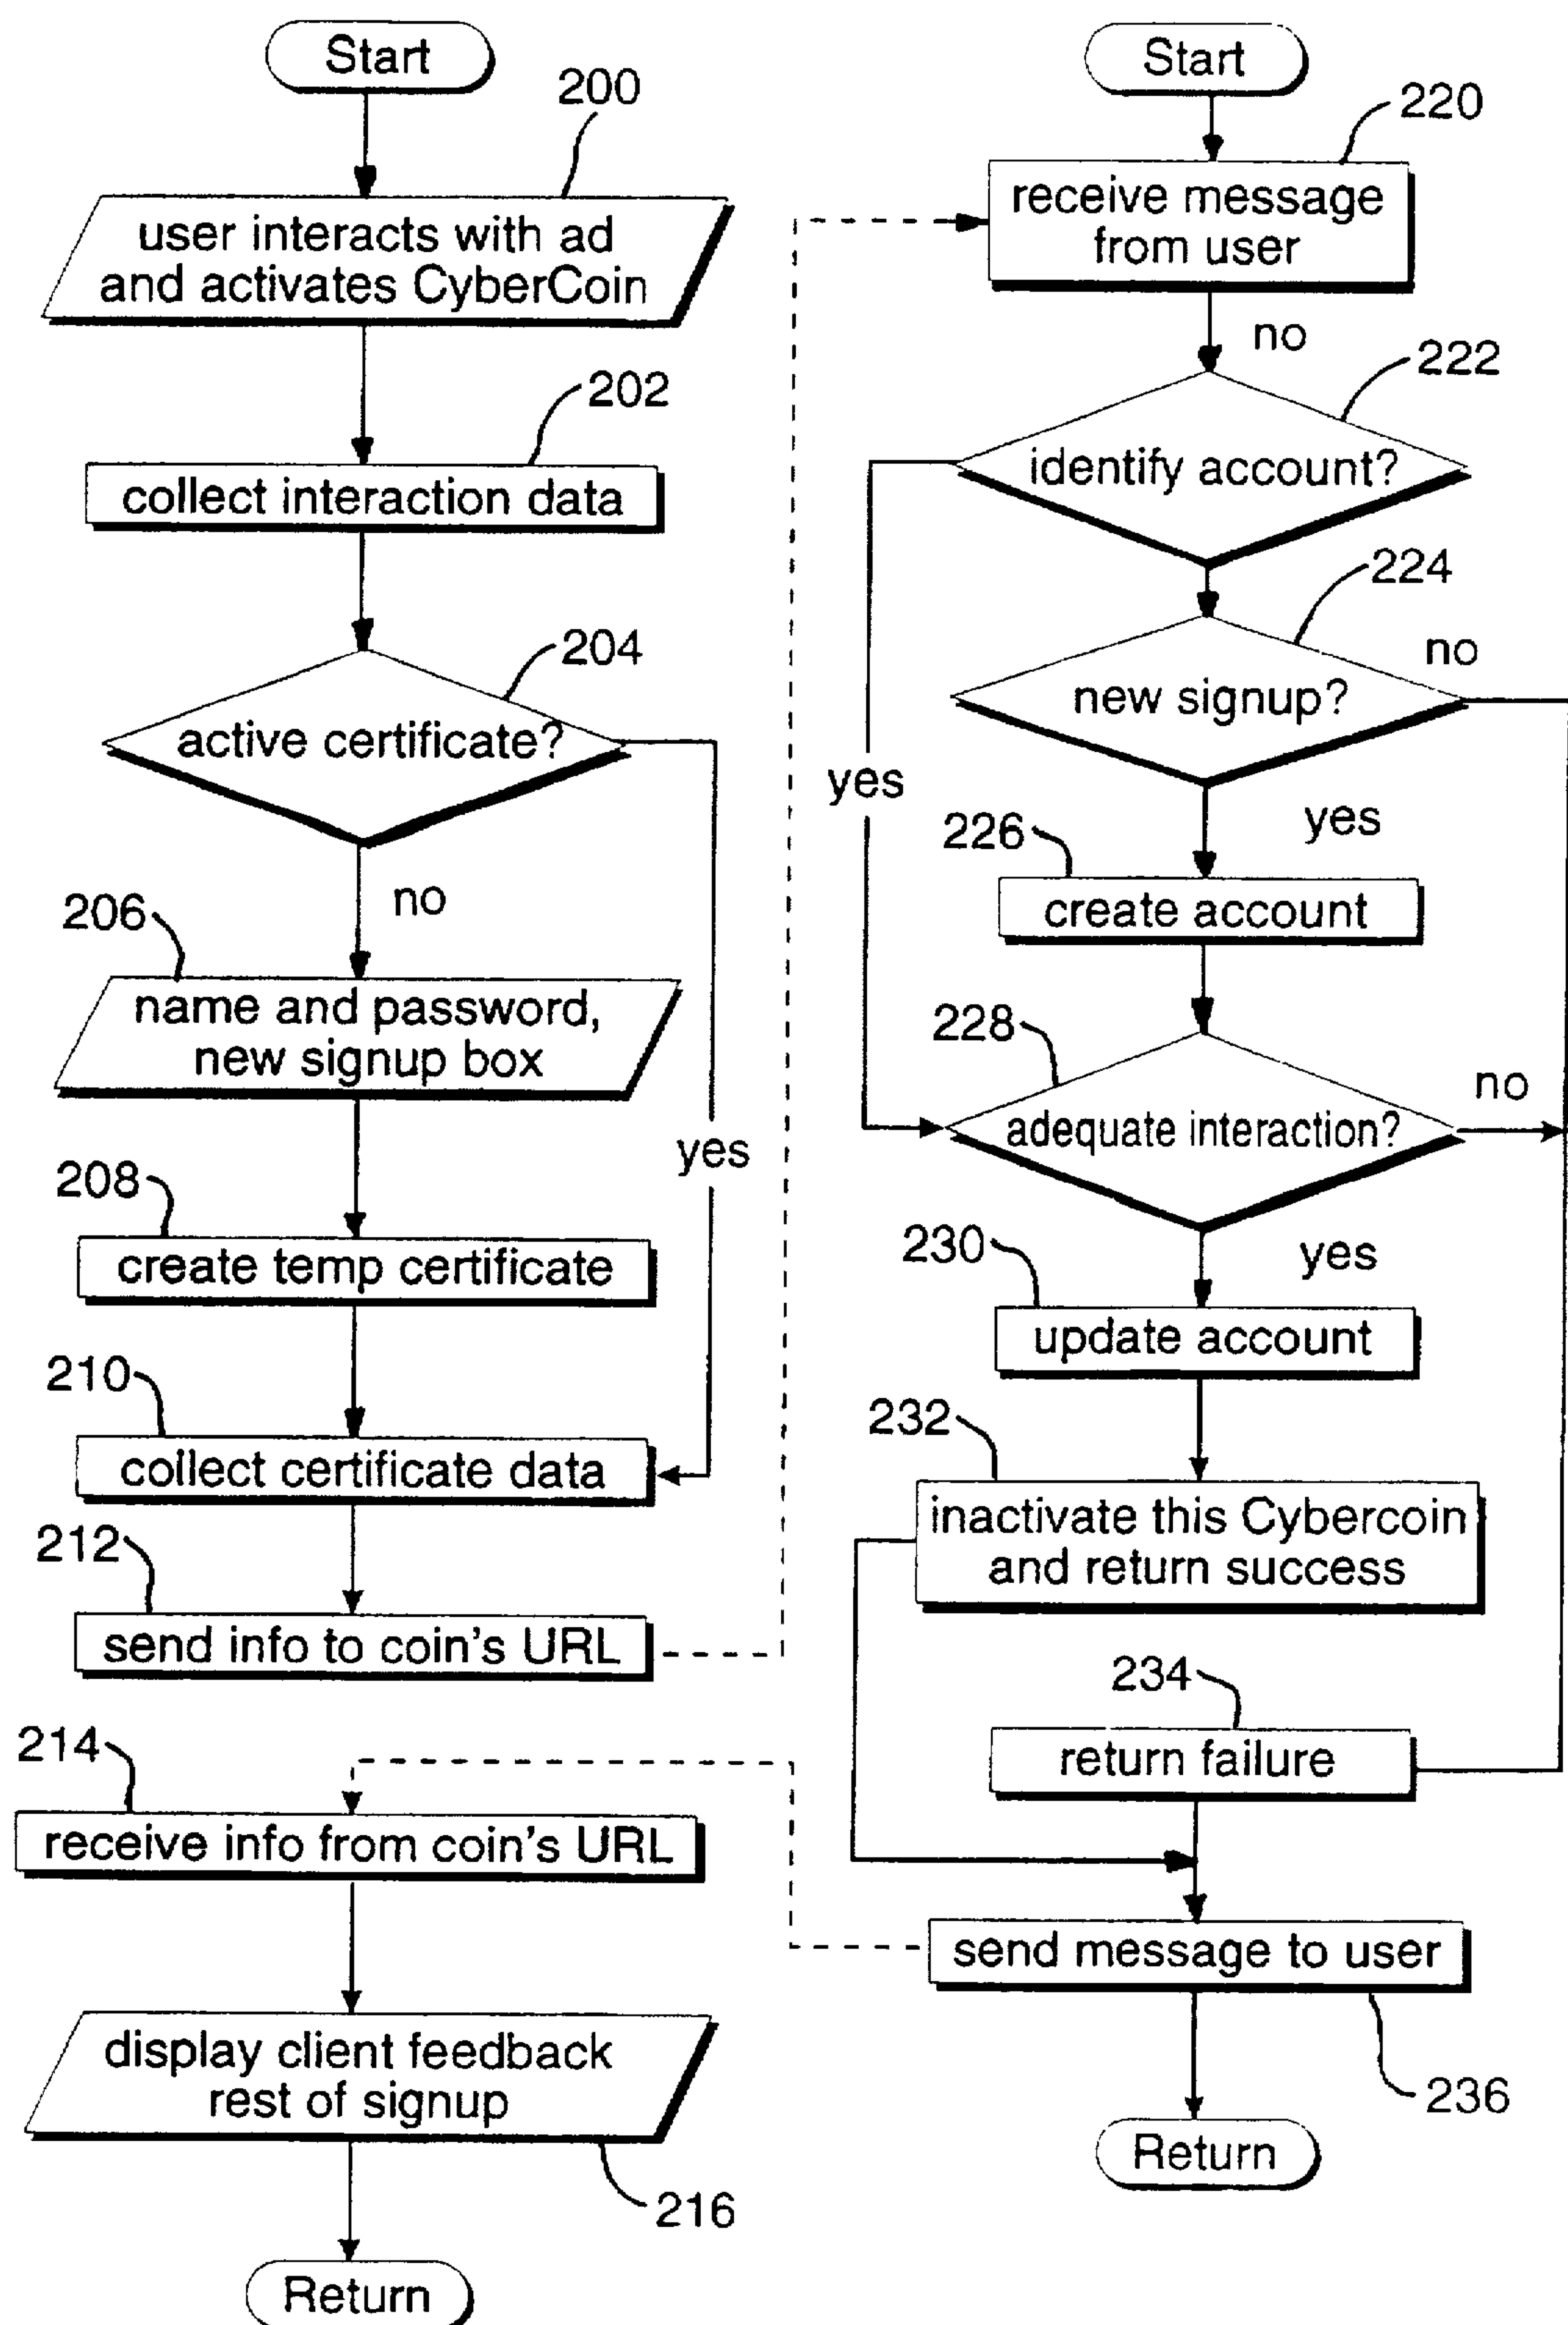 Start
200
user interacts with ad
and activates CyberCoin
202
collect interaction data
204
active certificate?
no
yes
206
name and password,
new signup box
208
create temp certificate
210
collect certificate data
212
send info to coin's URL
214
receive info from coin's URL
display client feedback
rest of signup
216
Return
Start
220
receive message
from user
no
222
identify account?
yes
224
new signup?
no
yes
226
create account
228
adequate interaction?
no
yes
230
update account
232
inactivate this Cybercoin
and return success
234
return failure
send message to user
236
Return